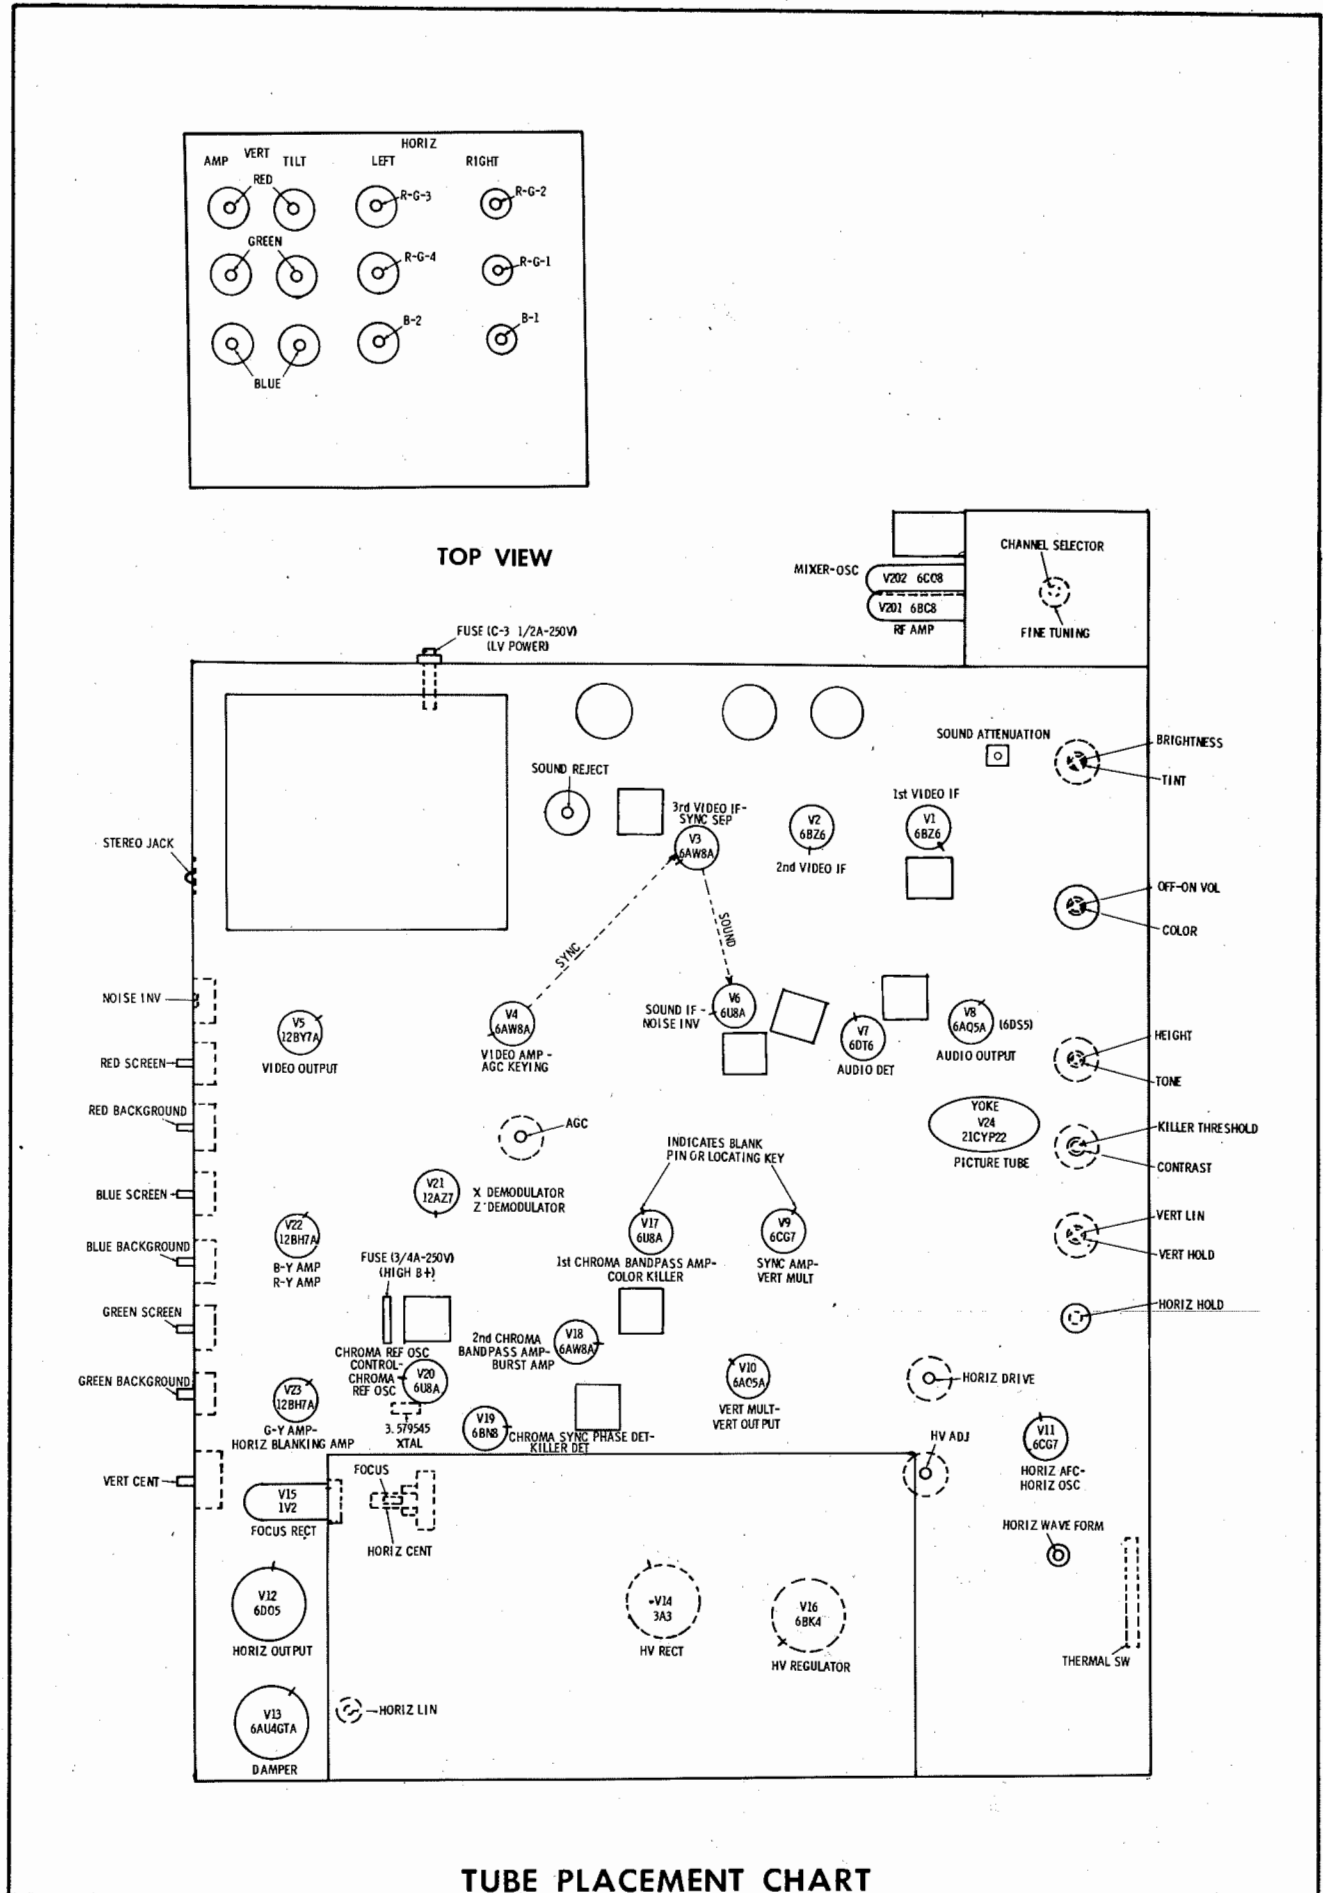 HORIZ
AMP VERT TILT LEFT RIGHT
RED
R-G-3
R-G-2
GREEN
R-G-4
R-G-1
B-2
B-1
BLUE
TOP VIEW
CHANNEL SELECTOR
MIXER-OSC
V202 6CQ8
V201 6BC8
RF AMP
FINE TUNING
FUSE (C-3 1/2A-250V)
(LV POWER)
SOUND ATTENUATION
BRIGHTNESS
TINT
SOUND REJECT
1st VIDEO IF
V1
6BZ6
3rd VIDEO IF-
SYNC SEP
V3
6AW8A
V2
6BZ6
2nd VIDEO IF
STEREO JACK
OFF-ON VOL
COLOR
SYNC
SOUND
NOISE INV
V5
12BY7A
VIDEO OUTPUT
V4
6AW8A
VIDEO AMP -
AGC KEYING
SOUND IF -
NOISE INV
V6
6U8A
V7
6DT6
AUDIO DET
V8
6AQ5A
(6DS5)
AUDIO OUTPUT
HEIGHT
TONE
RED SCREEN
RED BACKGROUND
AGC
YOKE
V24
21CYP22
PICTURE TUBE
KILLER THRESHOLD
CONTRAST
INDICATES BLANK
PIN OR LOCATING KEY
BLUE SCREEN
V21
12AZ7
X DEMODULATOR
Z DEMODULATOR
V22
12BH7A
B-Y AMP
R-Y AMP
V17
6U8A
1st CHROMA BANDPASS AMP-
COLOR KILLER
V9
6CG7
SYNC AMP-
VERT MULT
VERT LIN
VERT HOLD
BLUE BACKGROUND
FUSE (3/4A-250V)
(HIGH B+)
GREEN SCREEN
HORIZ HOLD
2nd CHROMA
BANDPASS AMP-
BURST AMP
V18
6AW8A
CHROMA REF OSC
CONTROL-
CHROMA
REF OSC
V20
6U8A
3.579545
XTAL
GREEN BACKGROUND
V23
12BH7A
G-Y AMP-
HORIZ BLANKING AMP
V19
6BN8
CHROMA SYNC PHASE DET-
KILLER DET
V10
6AQ5A
VERT MULT-
VERT OUTPUT
HORIZ DRIVE
HV ADJ
V11
6CG7
HORIZ AFC-
HORIZ OSC
VERT CENT
V15
1V2
FOCUS RECT
FOCUS
HORIZ CENT
HORIZ WAVE FORM
V12
6DQ5
HORIZ OUTPUT
V14
3A3
HV RECT
V16
6BK4
HV REGULATOR
THERMAL SW
V13
6AU4GTA
DAMPER
HORIZ LIN
TUBE PLACEMENT CHART